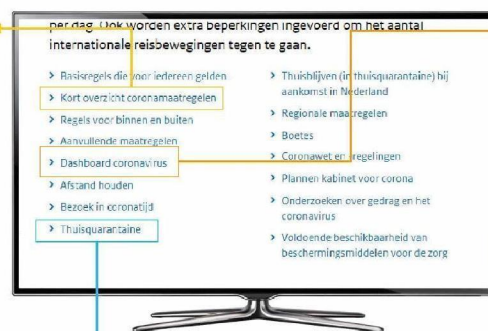 per dag. Ook worden extra beperkingen ingevoerd om het aantal
internationale reisbewegingen tegen te gaan.
> Basisregels die voor iedereen gelden
> Kort overzicht coronamaatregelen
> Regels voor binnen en buiten
> Aanvullende maatregelen
> Dashboard coronavirus
> Afstand houden
> Bezoek in coronatijd
> Thuisquarantaine
> Thuisblijven (in thuisquarantaine) bij
aankomst in Nederland
> Regionale maatregelen
> Boetes
> Coronawet en regelingen
> Plannen kabinet voor corona
> Onderzoeken over gedrag en het
coronavirus
> Voldoende beschikbaarheid van
beschermingsmiddelen voor de zorg